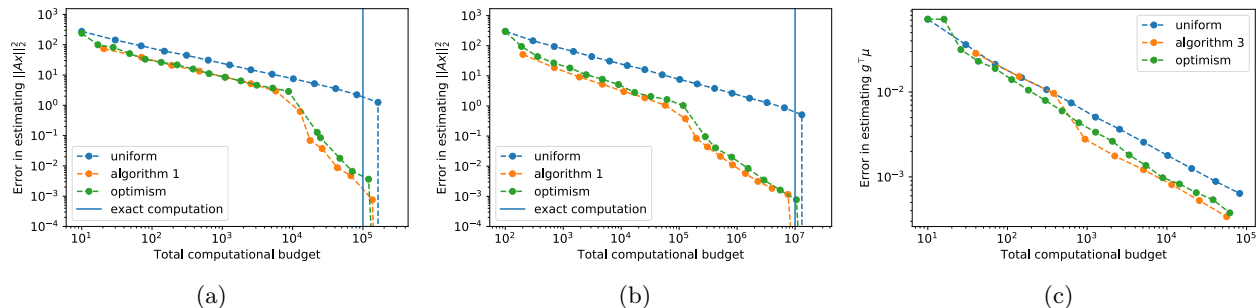 Error in estimating ||Ax||₂²
10³
10²
10¹
10⁰
10⁻¹
10⁻²
10⁻³
10⁻⁴
uniform
algorithm 1
optimism
exact computation
10¹
10²
10³
10⁴
10⁵
Total computational budget
(a)
Error in estimating ||Ax||₂²
10³
10²
10¹
10⁰
10⁻¹
10⁻²
10⁻³
10⁻⁴
uniform
algorithm 1
optimism
exact computation
10²
10³
10⁴
10⁵
10⁶
10⁷
Total computational budget
(b)
Error in estimating g⊤μ
10⁻²
10⁻³
uniform
algorithm 3
optimism
10¹
10²
10³
10⁴
10⁵
Total computational budget
(c)